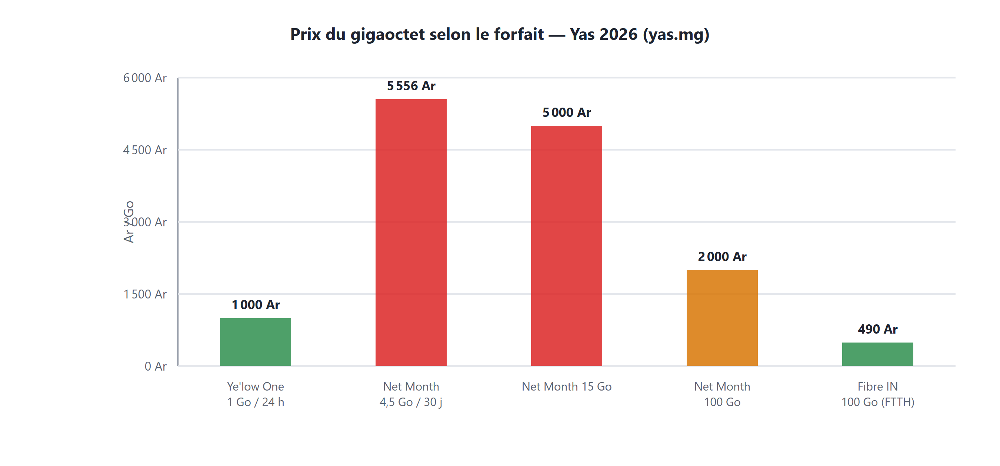 Prix du gigaoctet selon le forfait — Yas 2026 (yas.mg)
6 000 Ar
4 500 Ar
3 000 Ar
1 500 Ar
0 Ar
Ar / Go
1 000 Ar
5 556 Ar
5 000 Ar
2 000 Ar
490 Ar
Ye'low One
1 Go / 24 h
Net Month
4,5 Go / 30 j
Net Month 15 Go
Net Month
100 Go
Fibre IN
100 Go (FTTH)